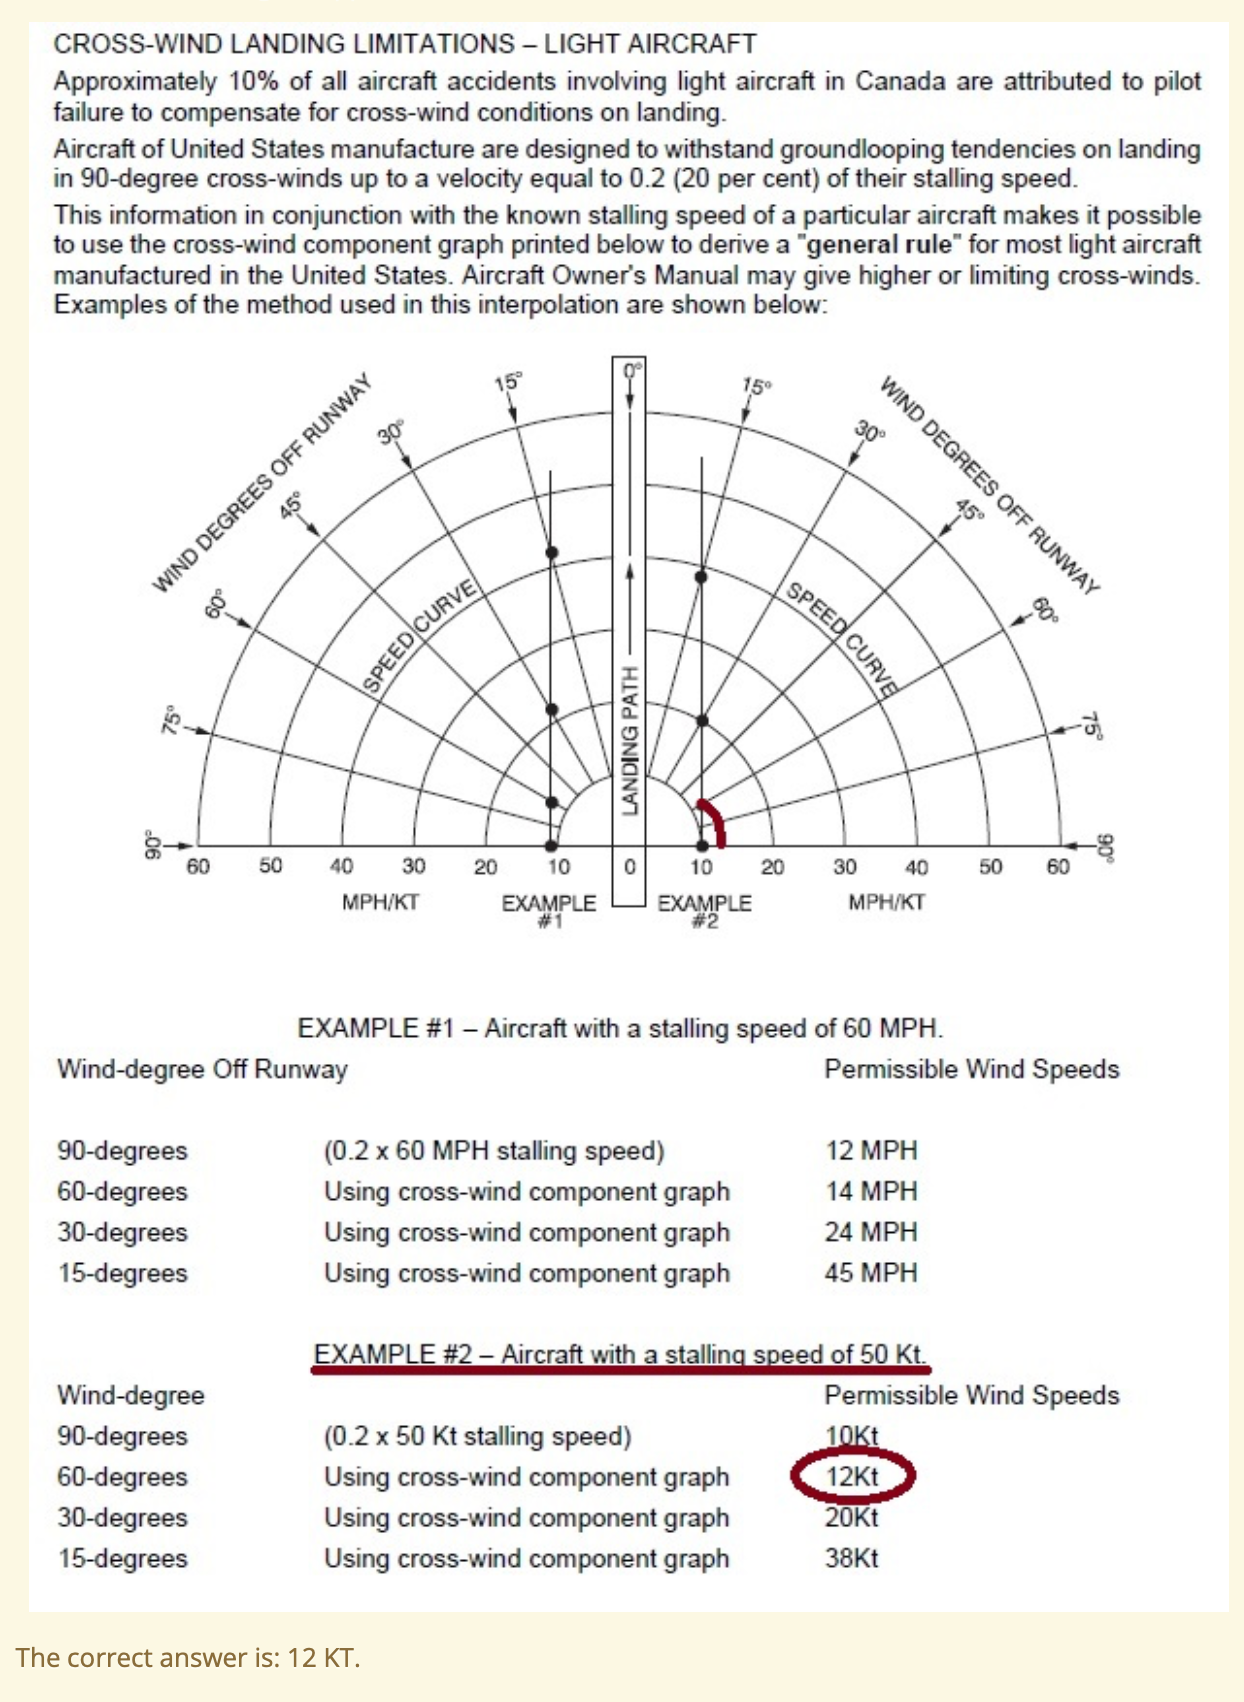 CROSS-WIND LANDING LIMITATIONS – LIGHT AIRCRAFT
Approximately 10% of all aircraft accidents involving light aircraft in Canada are attributed to pilot
failure to compensate for cross-wind conditions on landing.
Aircraft of United States manufacture are designed to withstand groundlooping tendencies on landing
in 90-degree cross-winds up to a velocity equal to 0.2 (20 per cent) of their stalling speed.
This information in conjunction with the known stalling speed of a particular aircraft makes it possible
to use the cross-wind component graph printed below to derive a "general rule" for most light aircraft
manufactured in the United States. Aircraft Owner's Manual may give higher or limiting cross-winds.
Examples of the method used in this interpolation are shown below:
WIND DEGREES OFF RUNWAY
WIND DEGREES OFF RUNWAY
0°
15°
15°
30°
30°
45°
45°
60°
60°
75°
75°
90°
90°
SPEED CURVE
SPEED CURVE
LANDING PATH
60 50 40 30 20 10 0 10 20 30 40 50 60
MPH/KT EXAMPLE EXAMPLE MPH/KT
#1 #2
EXAMPLE #1 – Aircraft with a stalling speed of 60 MPH.
Wind-degree Off Runway Permissible Wind Speeds
90-degrees (0.2 x 60 MPH stalling speed) 12 MPH
60-degrees Using cross-wind component graph 14 MPH
30-degrees Using cross-wind component graph 24 MPH
15-degrees Using cross-wind component graph 45 MPH
EXAMPLE #2 – Aircraft with a stalling speed of 50 Kt.
Wind-degree Permissible Wind Speeds
90-degrees (0.2 x 50 Kt stalling speed) 10Kt
60-degrees Using cross-wind component graph 12Kt
30-degrees Using cross-wind component graph 20Kt
15-degrees Using cross-wind component graph 38Kt
The correct answer is: 12 KT.